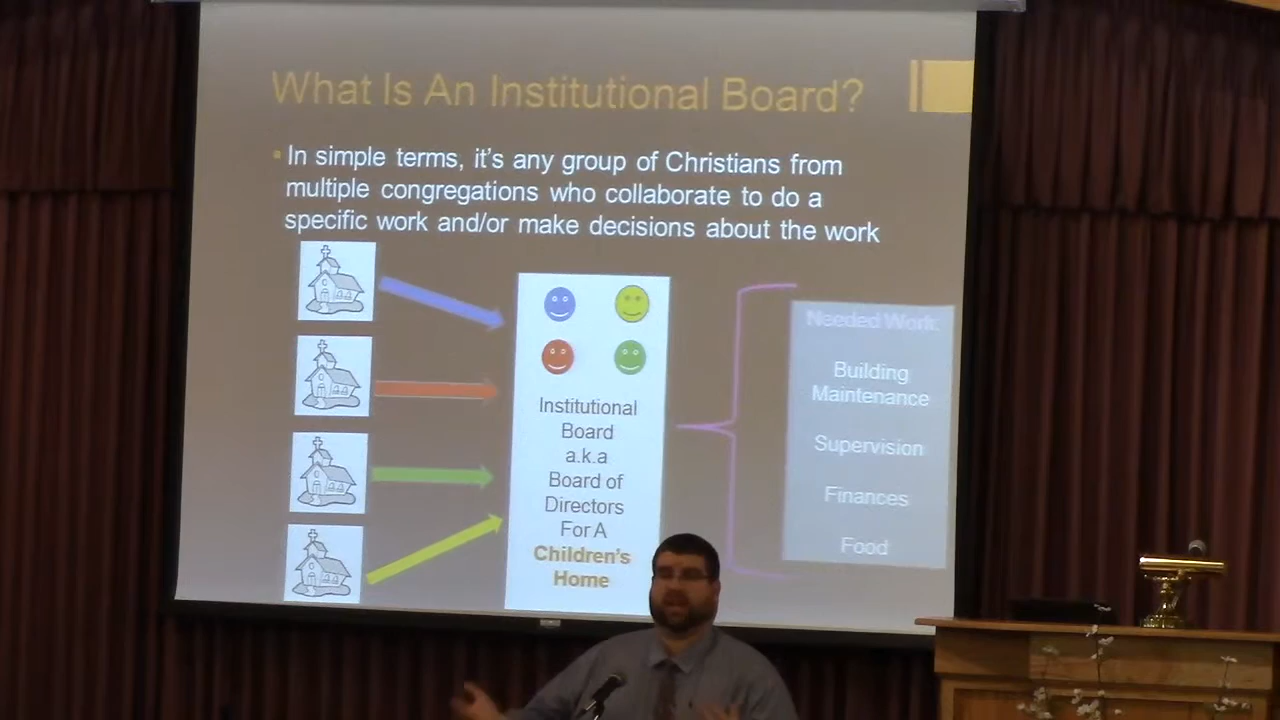 What Is An Institutional Board?
In simple terms, it's any group of Christians from
multiple congregations who collaborate to do a
specific work and/or make decisions about the work
Institutional
Board
a.k.a
Board of
Directors
For A
Children's
Home
Needed Work:
Building
Maintenance
Supervision
Finances
Food